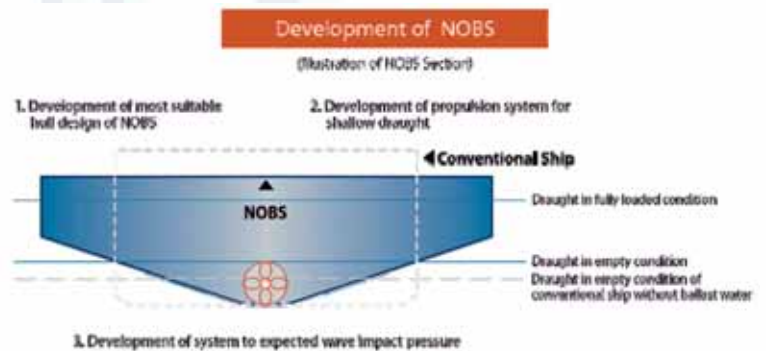 Development of NOBS
(Illustration of NOBS Section)
1. Development of most suitable
hull design of NOBS
2. Development of propulsion system for
shallow draught
◀Conventional Ship
▲
NOBS
Draught in fully loaded condition
Draught in empty condition
Draught in empty condition of
conventional ship without ballast water
3. Development of system to expected wave impact pressure